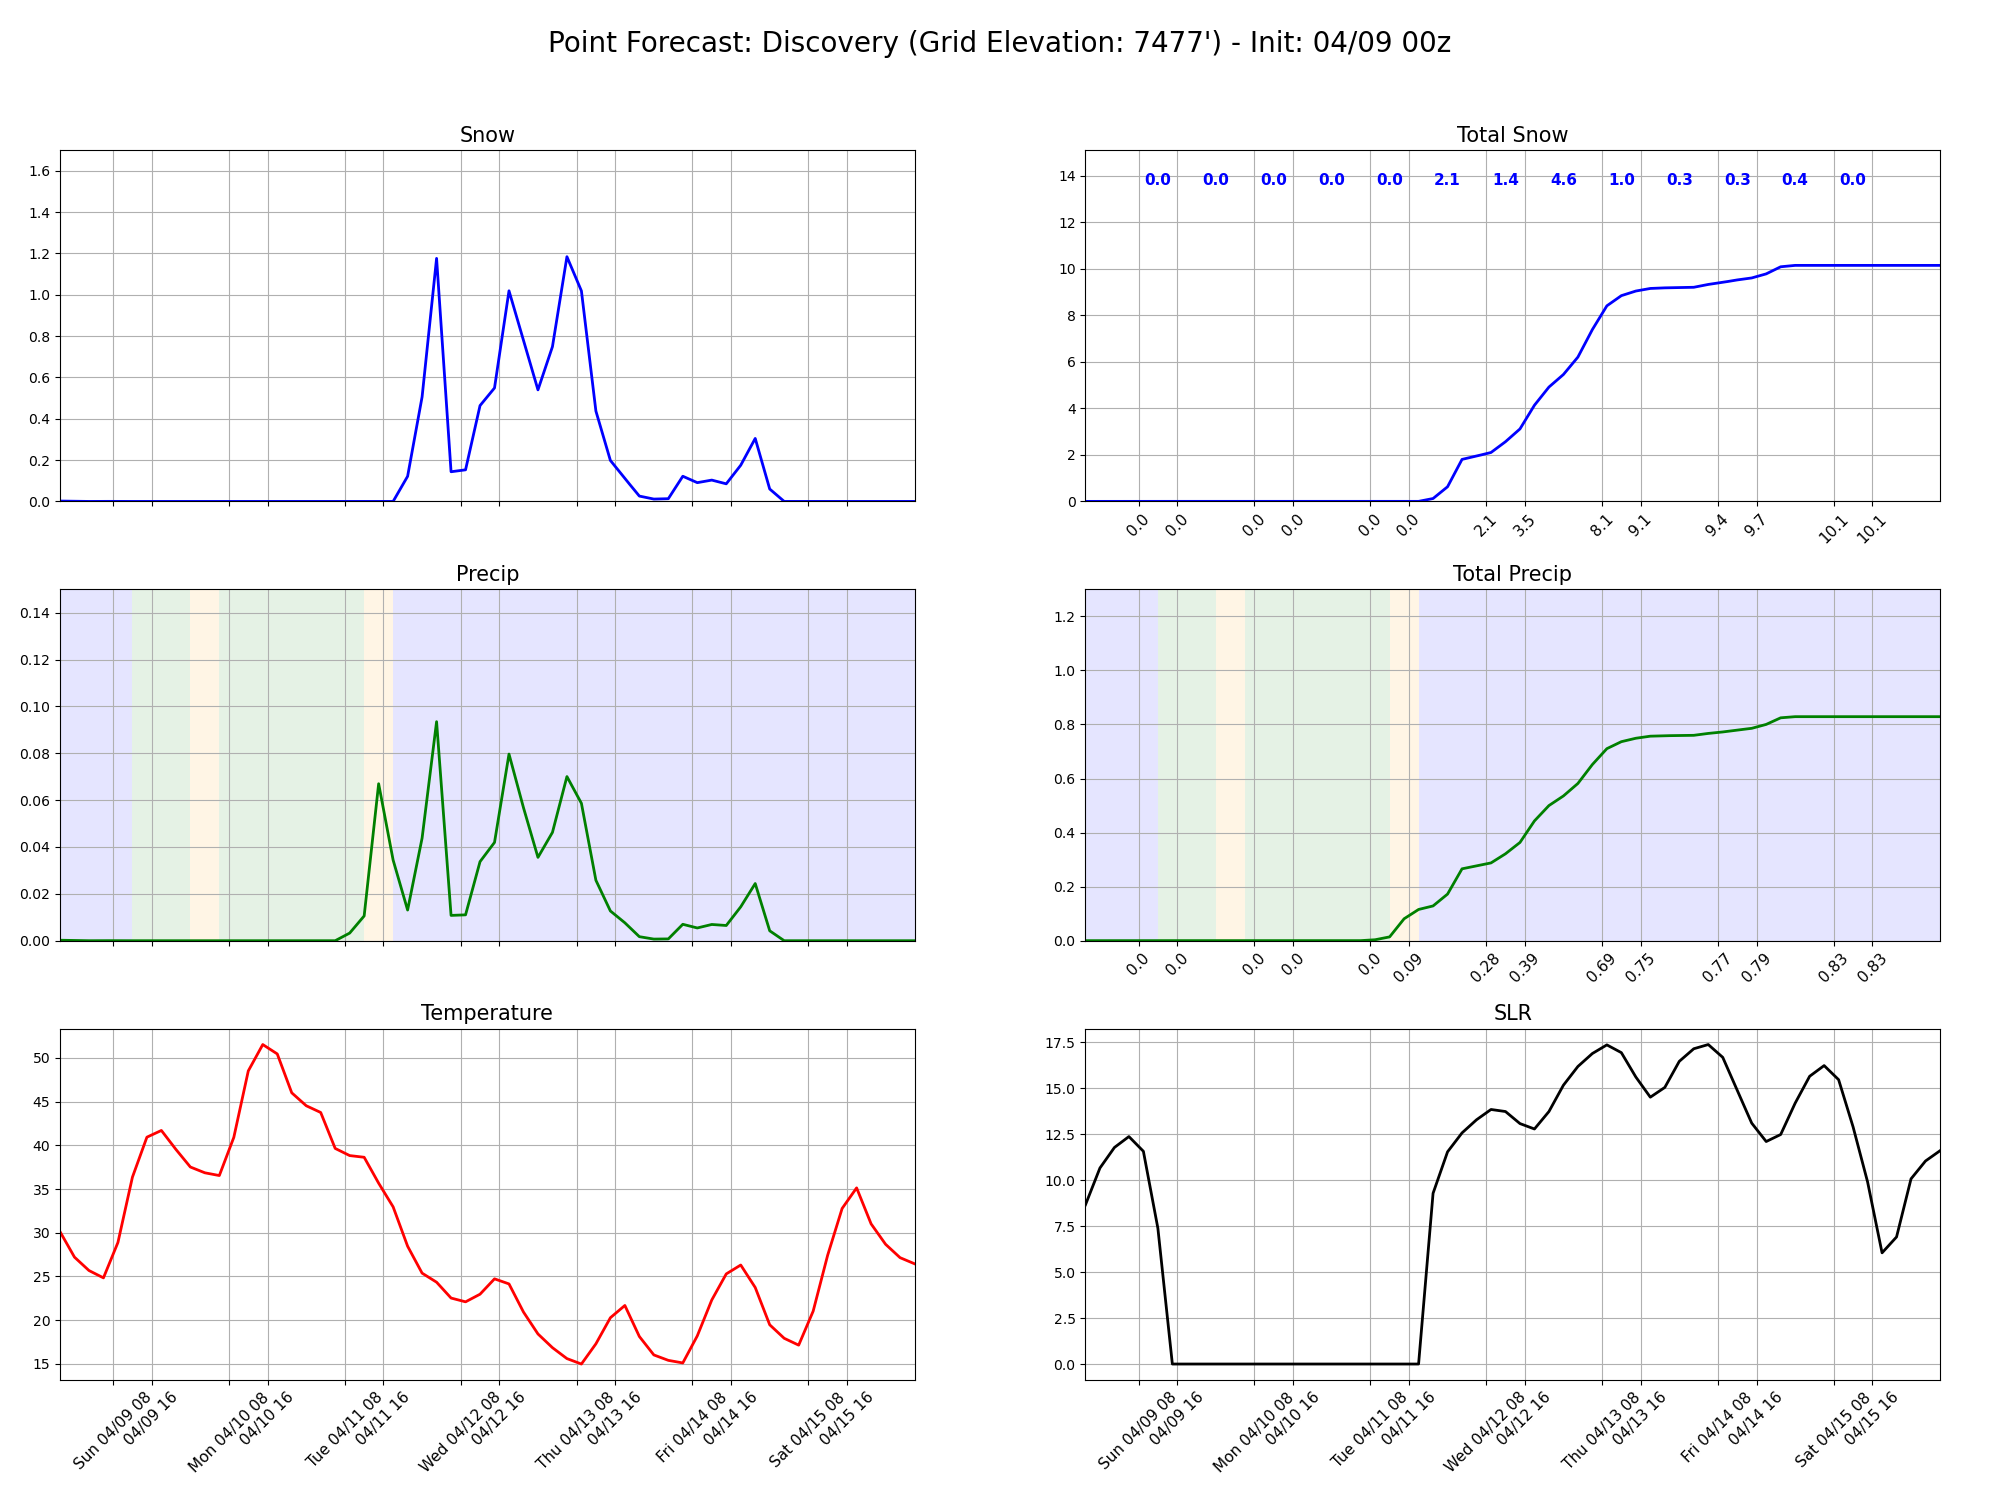 Point Forecast: Discovery (Grid Elevation: 7477') - Init: 04/09 00z
Snow
1.6
1.4
1.2
1.0
0.8
0.6
0.4
0.2
0.0
Total Snow
14
12
10
8
6
4
2
0
0.0 0.0 0.0 0.0 0.0 2.1 1.4 4.6 1.0 0.3 0.3 0.4 0.0
0.0 0.0 0.0 0.0 0.0 0.0 2.1 3.5 8.1 9.1 9.4 9.7 10.1 10.1
Precip
0.14
0.12
0.10
0.08
0.06
0.04
0.02
0.00
Total Precip
1.2
1.0
0.8
0.6
0.4
0.2
0.0
0.0 0.0 0.0 0.0 0.0 0.09 0.28 0.39 0.69 0.75 0.77 0.79 0.83 0.83
Temperature
50
45
40
35
30
25
20
15
Sun 04/09 08
04/09 16
Mon 04/10 08
04/10 16
Tue 04/11 08
04/11 16
Wed 04/12 08
04/12 16
Thu 04/13 08
04/13 16
Fri 04/14 08
04/14 16
Sat 04/15 08
04/15 16
SLR
17.5
15.0
12.5
10.0
7.5
5.0
2.5
0.0
Sun 04/09 08
04/09 16
Mon 04/10 08
04/10 16
Tue 04/11 08
04/11 16
Wed 04/12 08
04/12 16
Thu 04/13 08
04/13 16
Fri 04/14 08
04/14 16
Sat 04/15 08
04/15 16